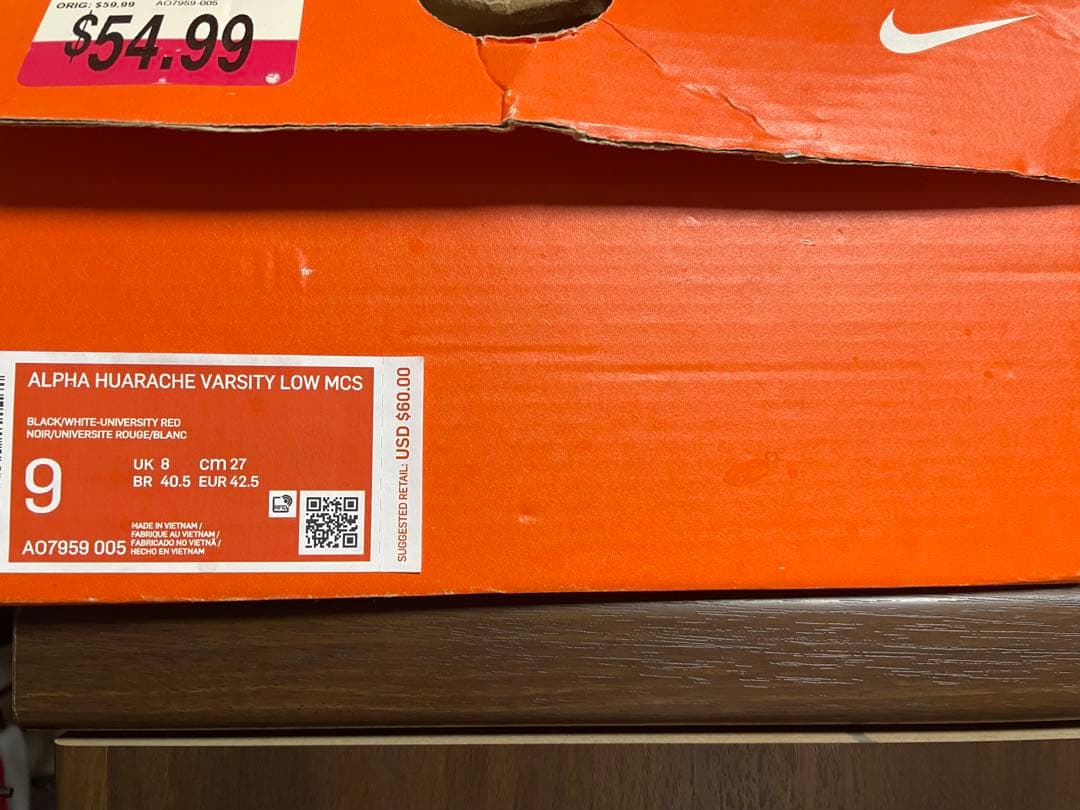 ORIG: $59.99 AO7959-005
$54.99
ALPHA HUARACHE VARSITY LOW MCS
BLACK/WHITE-UNIVERSITY RED
NOIR/UNIVERSITE ROUGE/BLANC
9
UK 8 cm 27
BR 40.5 EUR 42.5
RFID
MADE IN VIETNAM /
FABRIQUE AU VIETNAM /
FABRICADO NO VIETNÃ /
HECHO EN VIETNAM
AO7959 005
SUGGESTED RETAIL: USD $60.00